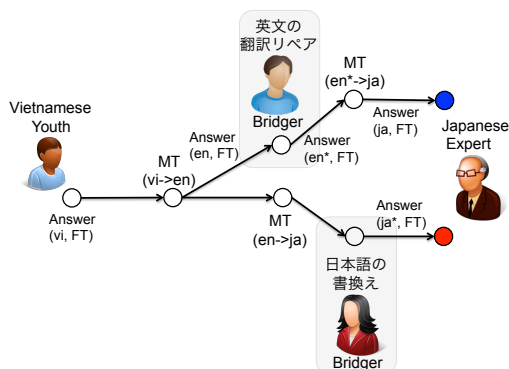 英文の
翻訳リペア
Bridger
MT
(en*->ja)
Vietnamese
Youth
Answer
(en, FT)
Answer
(en*, FT)
Answer
(ja, FT)
Japanese
Expert
MT
(vi->en)
Answer
(vi, FT)
MT
(en->ja)
Answer
(ja*, FT)
日本語の
書換え
Bridger